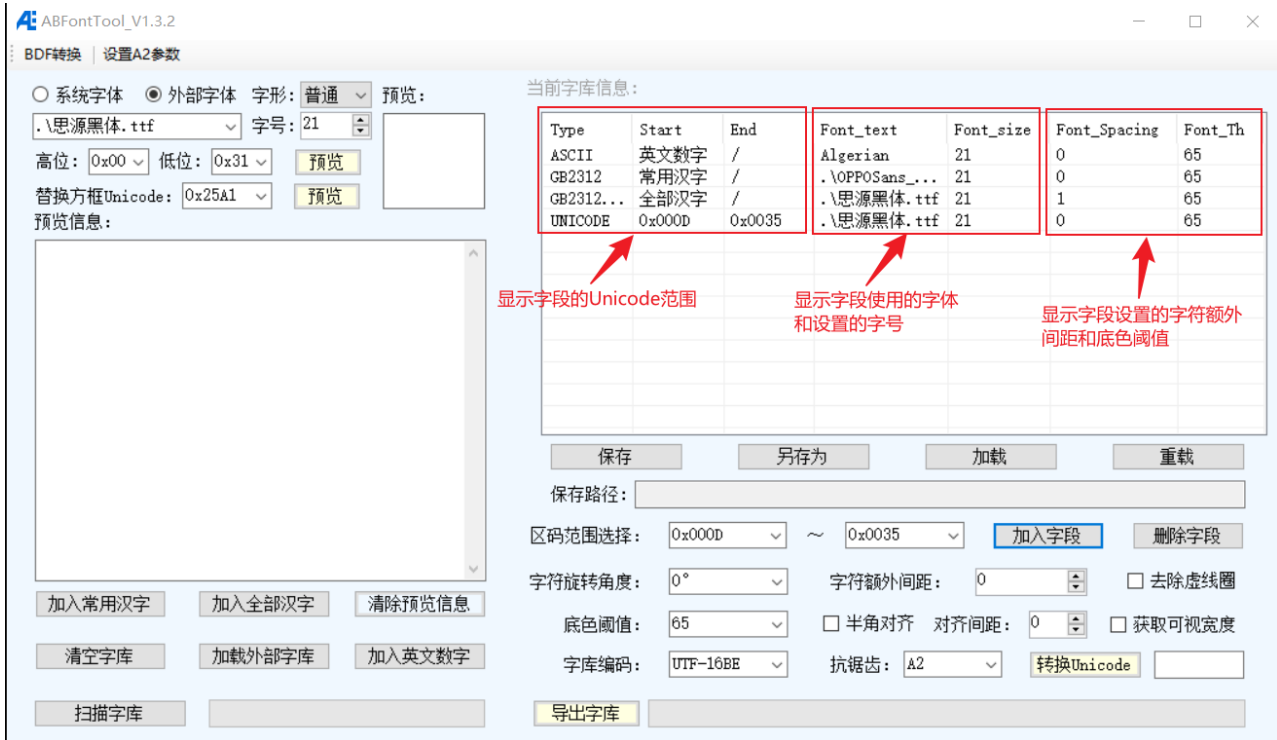 ABFontTool_V1.3.2
BDF转换 设置A2参数
系统字体 外部字体 字形: 普通 预览:
.\思源黑体.ttf 字号: 21
高位: 0x00 低位: 0x31 预览
替换方框Unicode: 0x25A1 预览
预览信息:
加入常用汉字 加入全部汉字 清除预览信息
清空字库 加载外部字库 加入英文数字
扫描字库
当前字库信息:
Type Start End Font_text Font_size Font_Spacing Font_Th
ASCII 英文数字 / Algerian 21 0 65
GB2312 常用汉字 / .\OPPOSans_... 21 0 65
GB2312... 全部汉字 / .\思源黑体.ttf 21 1 65
UNICODE 0x000D 0x0035 .\思源黑体.ttf 21 0 65
显示字段的Unicode范围
显示字段使用的字体
和设置的字号
显示字段设置的字符额外
间距和底色阈值
保存 另存为 加载 重载
保存路径:
区码范围选择: 0x000D ～ 0x0035 加入字段 删除字段
字符旋转角度: 0° 字符额外间距: 0 去除虚线圈
底色阈值: 65 半角对齐 对齐间距: 0 获取可视宽度
字库编码: UTF-16BE 抗锯齿: A2 转换Unicode
导出字库